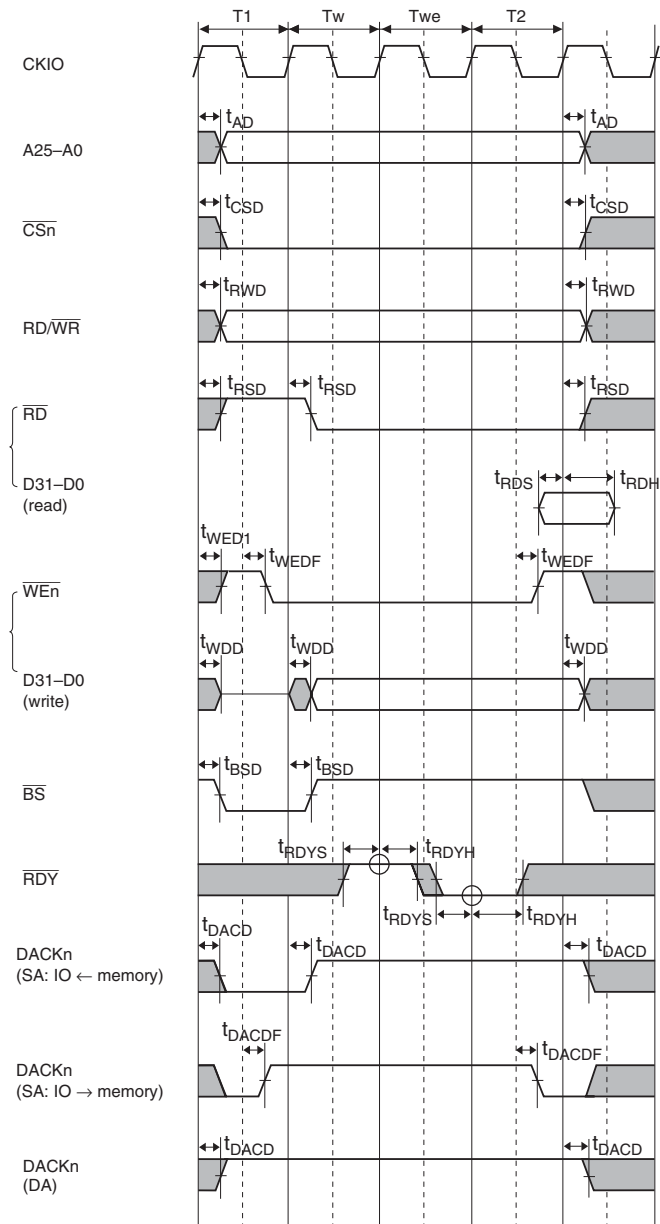 T1 Tw Twe T2
CKIO
tAD tAD
A25–A0
tCSD tCSD
CSn
tRWD tRWD
RD/WR
tRSD tRSD tRSD
RD
D31–D0
(read)
tRDS tRDH
tWED1
tWEDF tWEDF
WEn
tWDD tWDD tWDD
D31–D0
(write)
tBSD tBSD
BS
tRDYS tRDYH
RDY
tRDYS tRDYH
tDACD tDACD tDACD
DACKn
(SA: IO ← memory)
tDACDF tDACDF
DACKn
(SA: IO → memory)
tDACD tDACD
DACKn
(DA)